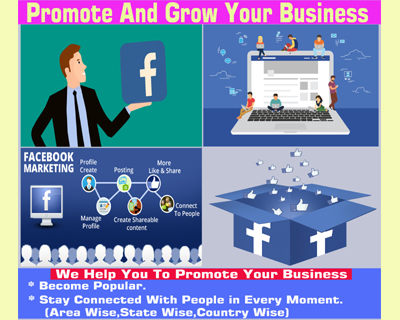 Promote And Grow Your Business
f
FACEBOOK
MARKETING
Profile
Create
Posting
More
Like & Share
Manage
Profile
Create Shareable
content
Connect
To People
f
f
f
We Help You To Promote Your Business
* Become Popular.
* Stay Connected With People in Every Moment.
(Area Wise,State Wise,Country Wise)